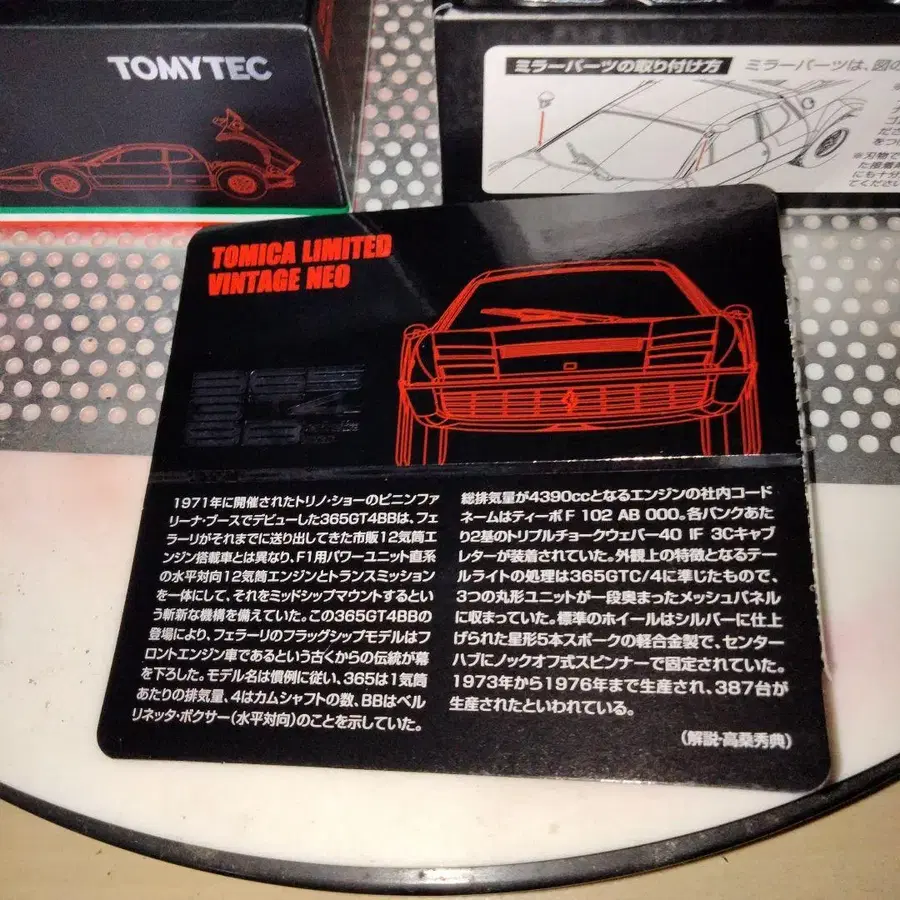 TOMYTEC
ミラーパーツの取り付け方 ミラーパーツは、図の
TOMICA LIMITED
VINTAGE NEO
1971年に開催されたトリノ・ショーのピニンファ
リーナ・ブースでデビューした365GT4BBは、フェ
ラーリがそれまでに送り出してきた市販12気筒エ
ンジン搭載車とは異なり、F1用パワーユニット直系
の水平対向12気筒エンジンとトランスミッション
を一体にして、それをミッドシップマウントするとい
う斬新な機構を備えていた。この365GT4BBの
登場により、フェラーリのフラッグシップモデルはフ
ロントエンジン車であるという古くからの伝統が幕
を下ろした。モデル名は慣例に従い、365は1気筒
あたりの排気量、4はカムシャフトの数、BBはベル
リネッタ・ボクサー(水平対向)のことを示していた。
総排気量が4390ccとなるエンジンの社内コード
ネームはティーポF 102 AB 000。各バンクあた
り2基のトリプルチョークウェバー40 IF 3Cキャブ
レターが装着されていた。外観上の特徴となるテー
ルライトの処理は365GTC/4に準じたもので、
3つの丸形ユニットが一段奥まったメッシュパネル
に収まっていた。標準のホイールはシルバーに仕上
げられた星形5本スポークの軽合金製で、センター
ハブにノックオフ式スピンナーで固定されていた。
1973年から1976年まで生産され、387台が
生産されたといわれている。
(解説・高桑秀典)